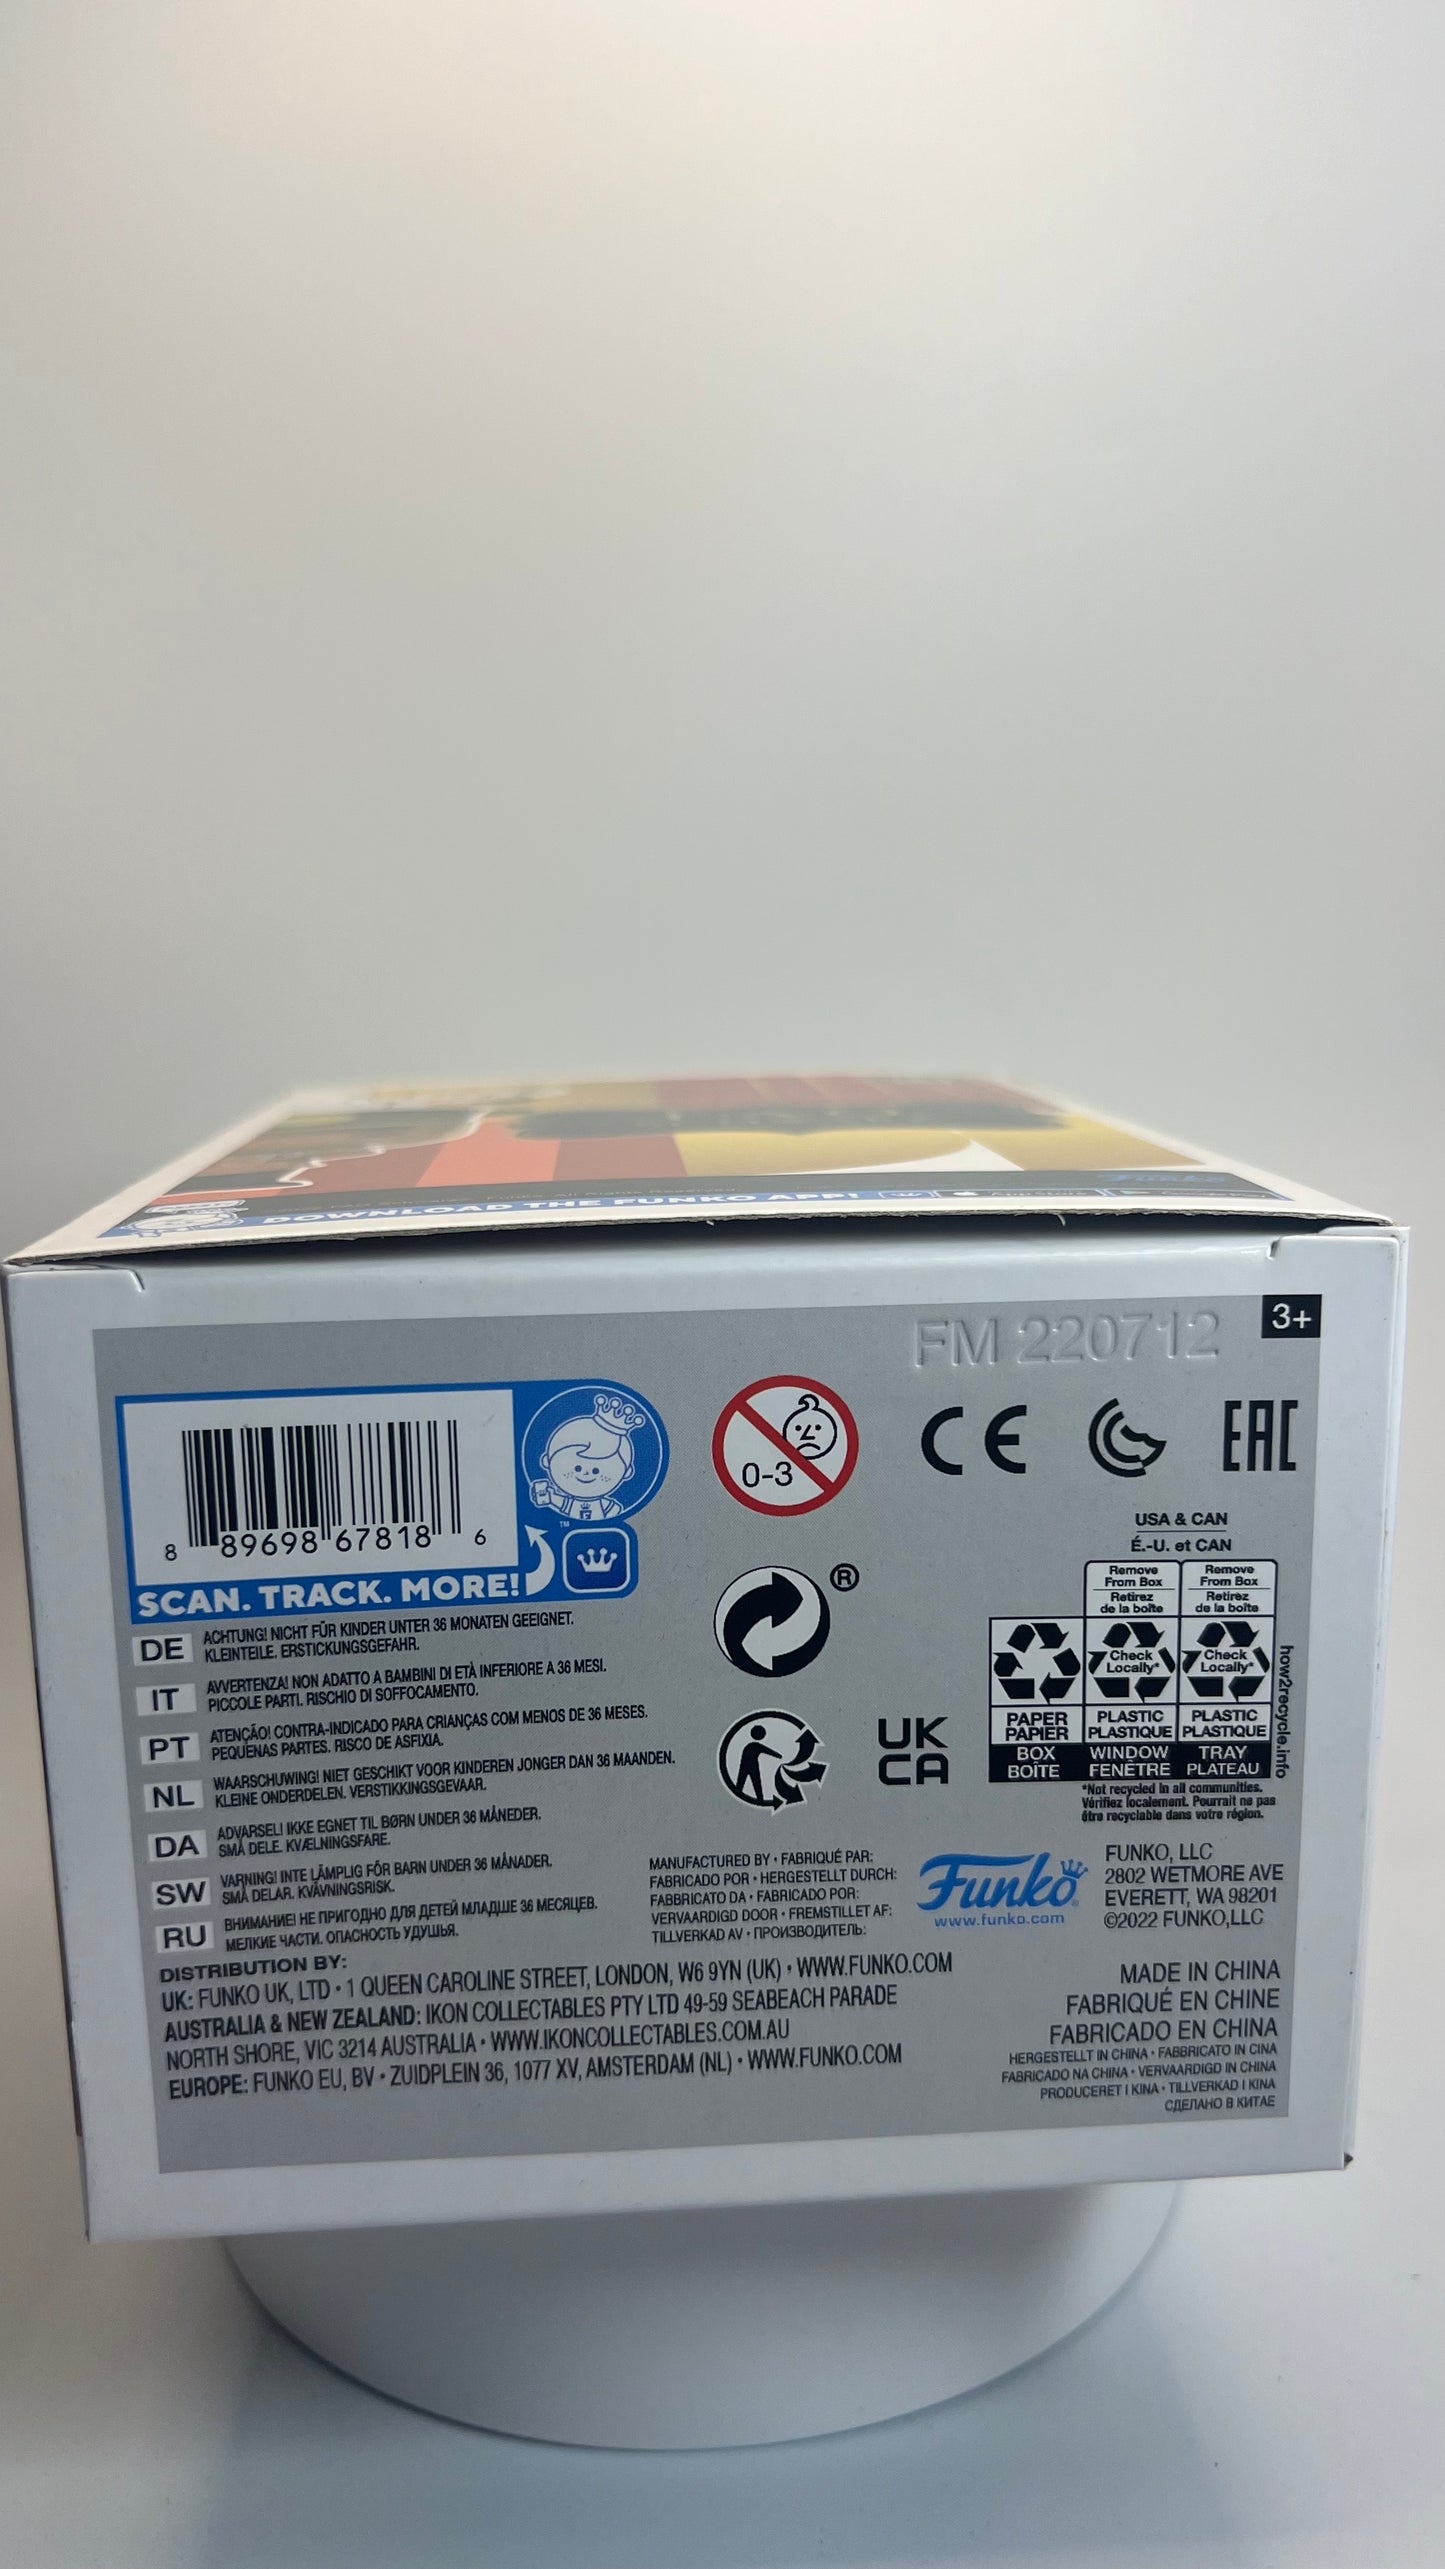 DOWNLOAD THE FUNKO APP!
FM 220712
3+
8 89698 67818 6
TM
SCAN. TRACK. MORE!
0-3
CE
EAC
USA & CAN
É.-U. et CAN
Remove
From Box
Retirez
de la boîte
Remove
From Box
Retirez
de la boîte
Check
Locally*
Check
Locally*
PAPER
PAPIER
PLASTIC
PLASTIQUE
PLASTIC
PLASTIQUE
BOX
BOÎTE
WINDOW
FENÊTRE
TRAY
PLATEAU
how2recycle.info
*Not recycled in all communities.
Vérifiez localement. Pourrait ne pas
être recyclable dans votre région.
®
UK
CA
DE ACHTUNG! NICHT FÜR KINDER UNTER 36 MONATEN GEEIGNET.
KLEINTEILE. ERSTICKUNGSGEFAHR.
IT AVVERTENZA! NON ADATTO A BAMBINI DI ETÀ INFERIORE A 36 MESI.
PICCOLE PARTI. RISCHIO DI SOFFOCAMENTO.
PT ATENÇÃO! CONTRA-INDICADO PARA CRIANÇAS COM MENOS DE 36 MESES.
PEQUENAS PARTES. RISCO DE ASFIXIA.
NL WAARSCHUWING! NIET GESCHIKT VOOR KINDEREN JONGER DAN 36 MAANDEN.
KLEINE ONDERDELEN. VERSTIKKINGSGEVAAR.
DA ADVARSEL! IKKE EGNET TIL BØRN UNDER 36 MÅNEDER.
SMÅ DELE. KVÆLNINGSFARE.
SW VARNING! INTE LÄMPLIG FÖR BARN UNDER 36 MÅNADER.
SMÅ DELAR. KVÄVNINGSRISK.
RU ВНИМАНИЕ! НЕ ПРИГОДНО ДЛЯ ДЕТЕЙ МЛАДШЕ 36 МЕСЯЦЕВ.
МЕЛКИЕ ЧАСТИ. ОПАСНОСТЬ УДУШЬЯ.
MANUFACTURED BY • FABRIQUÉ PAR:
FABRICADO POR • HERGESTELLT DURCH:
FABBRICATO DA • FABRICADO POR:
VERVAARDIGD DOOR • FREMSTILLET AF:
TILLVERKAD AV • ПРОИЗВОДИТЕЛЬ:
Funko
www.funko.com
FUNKO, LLC
2802 WETMORE AVE
EVERETT, WA 98201
©2022 FUNKO,LLC
DISTRIBUTION BY:
UK: FUNKO UK, LTD • 1 QUEEN CAROLINE STREET, LONDON, W6 9YN (UK) • WWW.FUNKO.COM
AUSTRALIA & NEW ZEALAND: IKON COLLECTABLES PTY LTD 49-59 SEABEACH PARADE
NORTH SHORE, VIC 3214 AUSTRALIA • WWW.IKONCOLLECTABLES.COM.AU
EUROPE: FUNKO EU, BV • ZUIDPLEIN 36, 1077 XV, AMSTERDAM (NL) • WWW.FUNKO.COM
MADE IN CHINA
FABRIQUÉ EN CHINE
FABRICADO EN CHINA
HERGESTELLT IN CHINA • FABBRICATO IN CINA
FABRICADO NA CHINA • VERVAARDIGD IN CHINA
PRODUCERET I KINA • TILLVERKAD I KINA
СДЕЛАНО В КИТАЕ